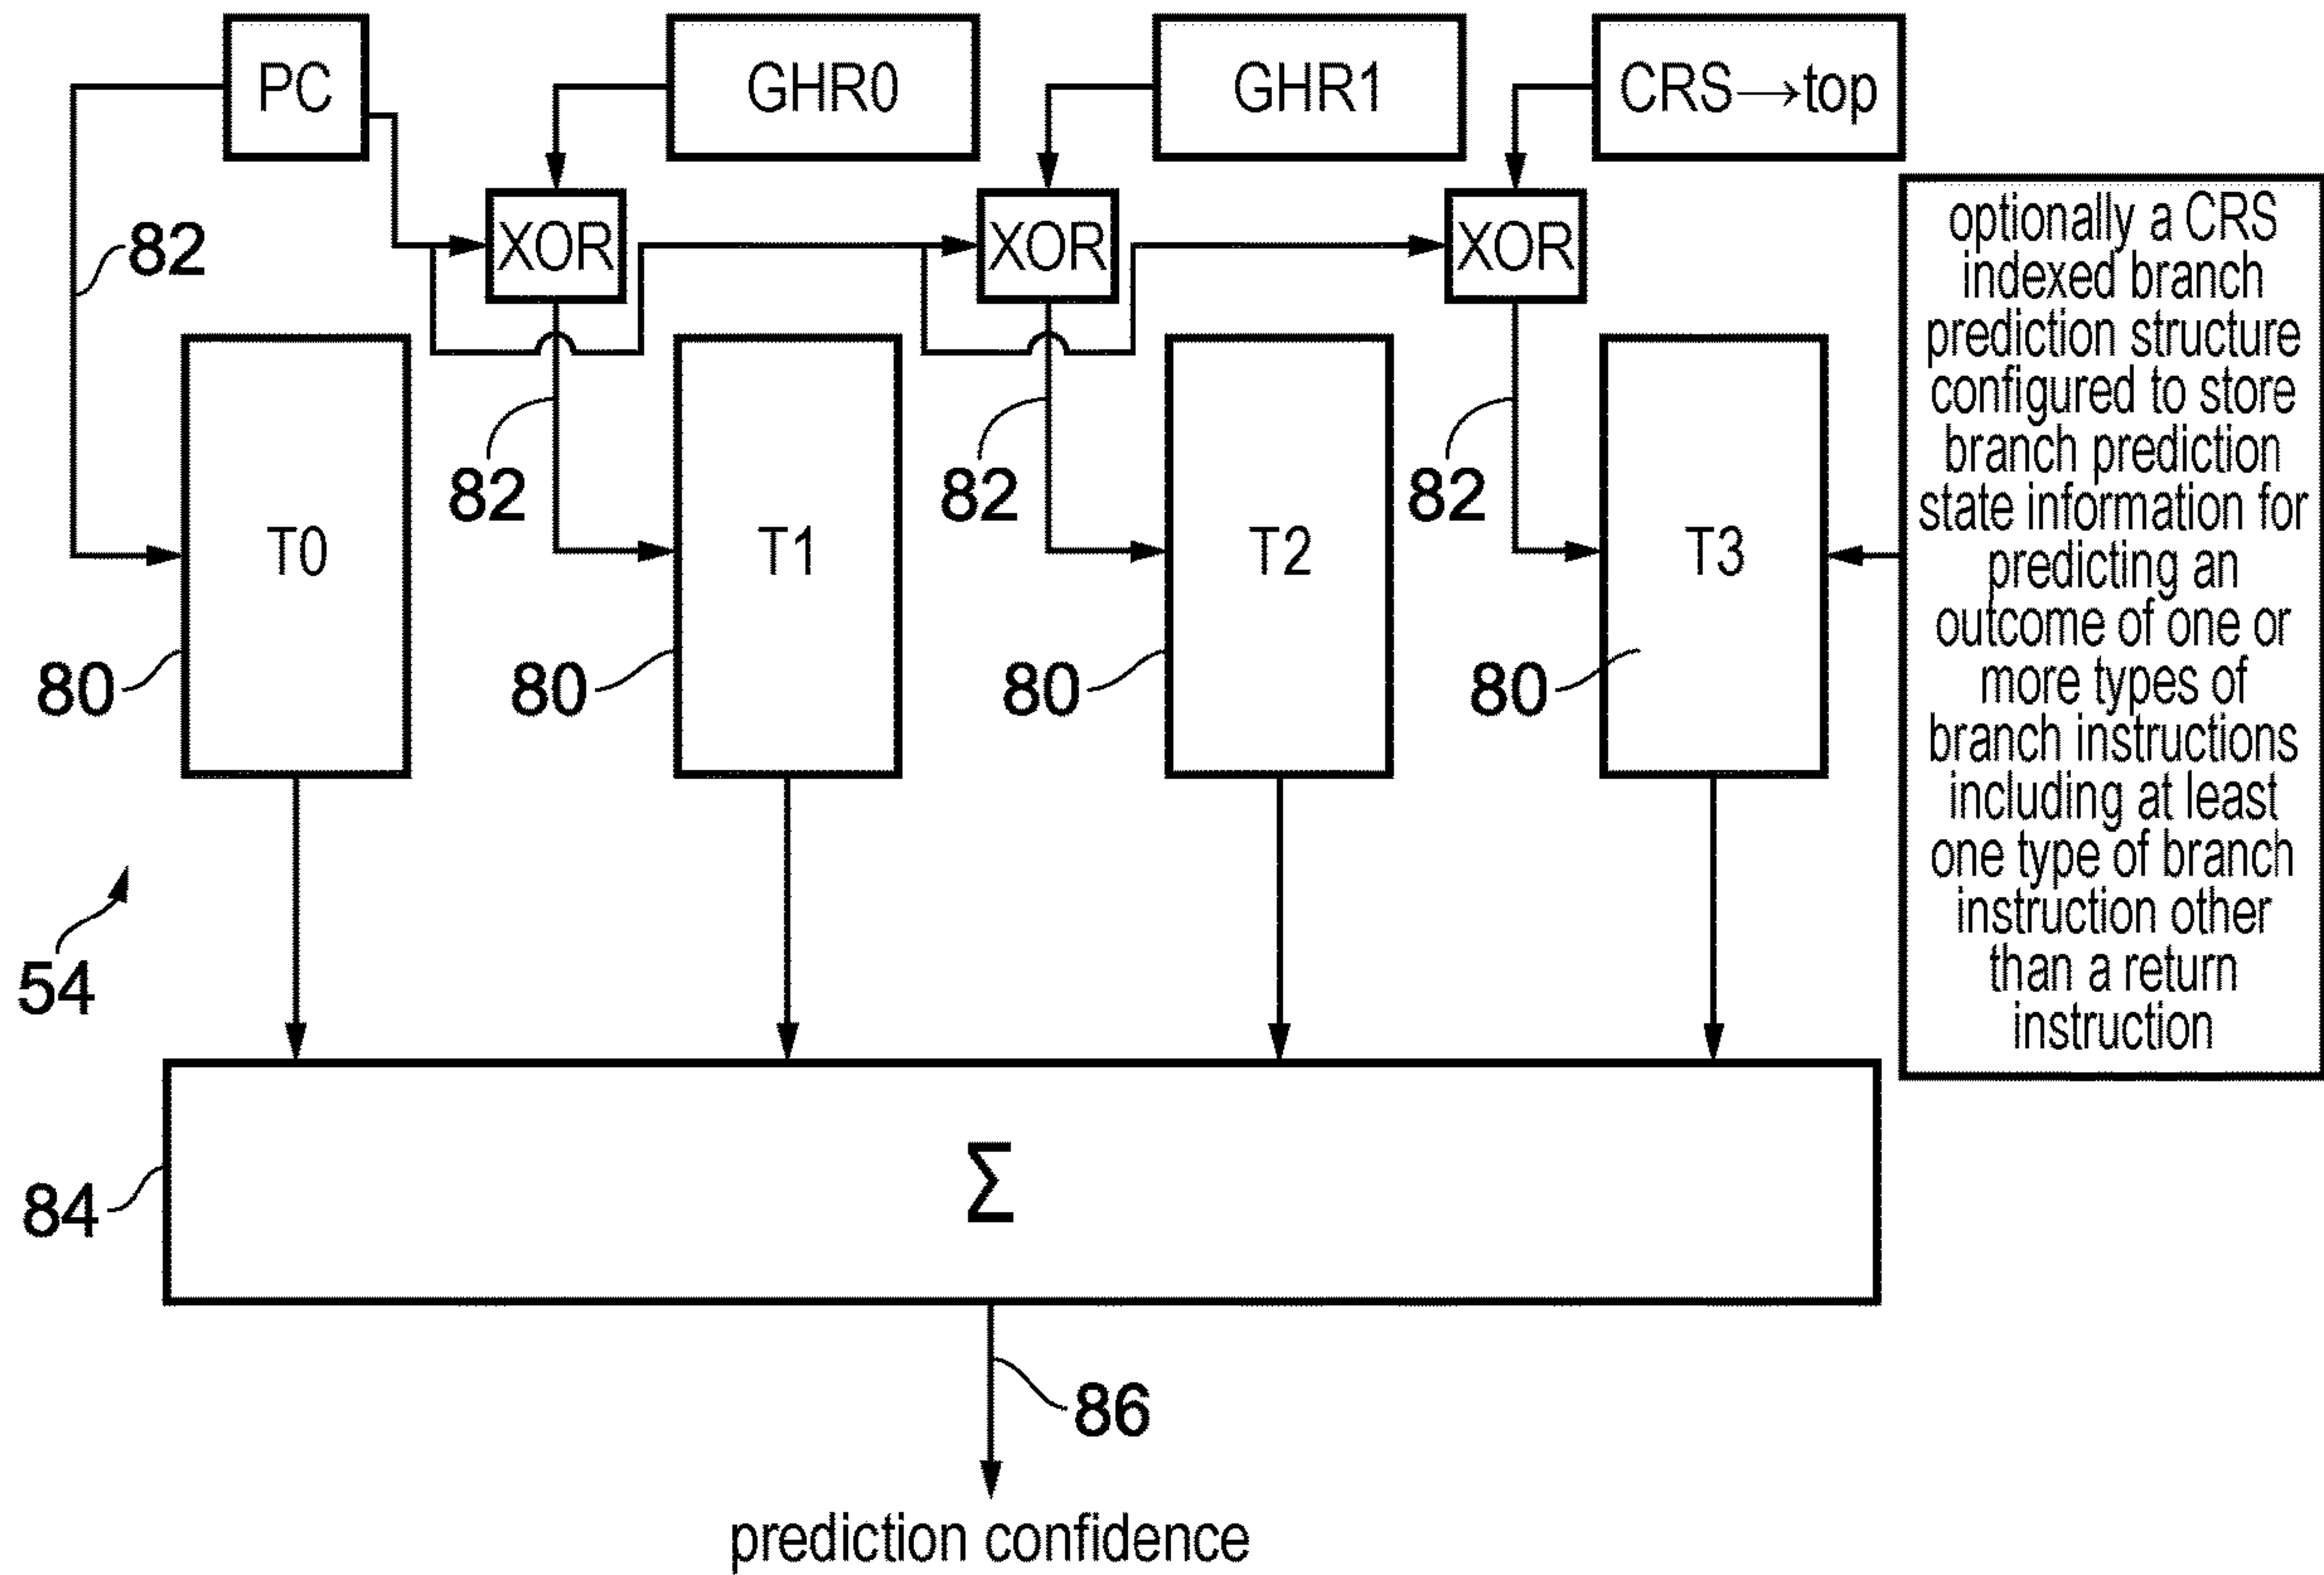 PC
GHR0
GHR1
CRS→top
XOR
XOR
XOR
82
82
82
82
T0
T1
T2
T3
80
80
80
80
optionally a CRS
indexed branch
prediction structure
configured to store
branch prediction
state information for
predicting an
outcome of one or
more types of
branch instructions
including at least
one type of branch
instruction other
than a return
instruction
54
84
Σ
86
prediction confidence